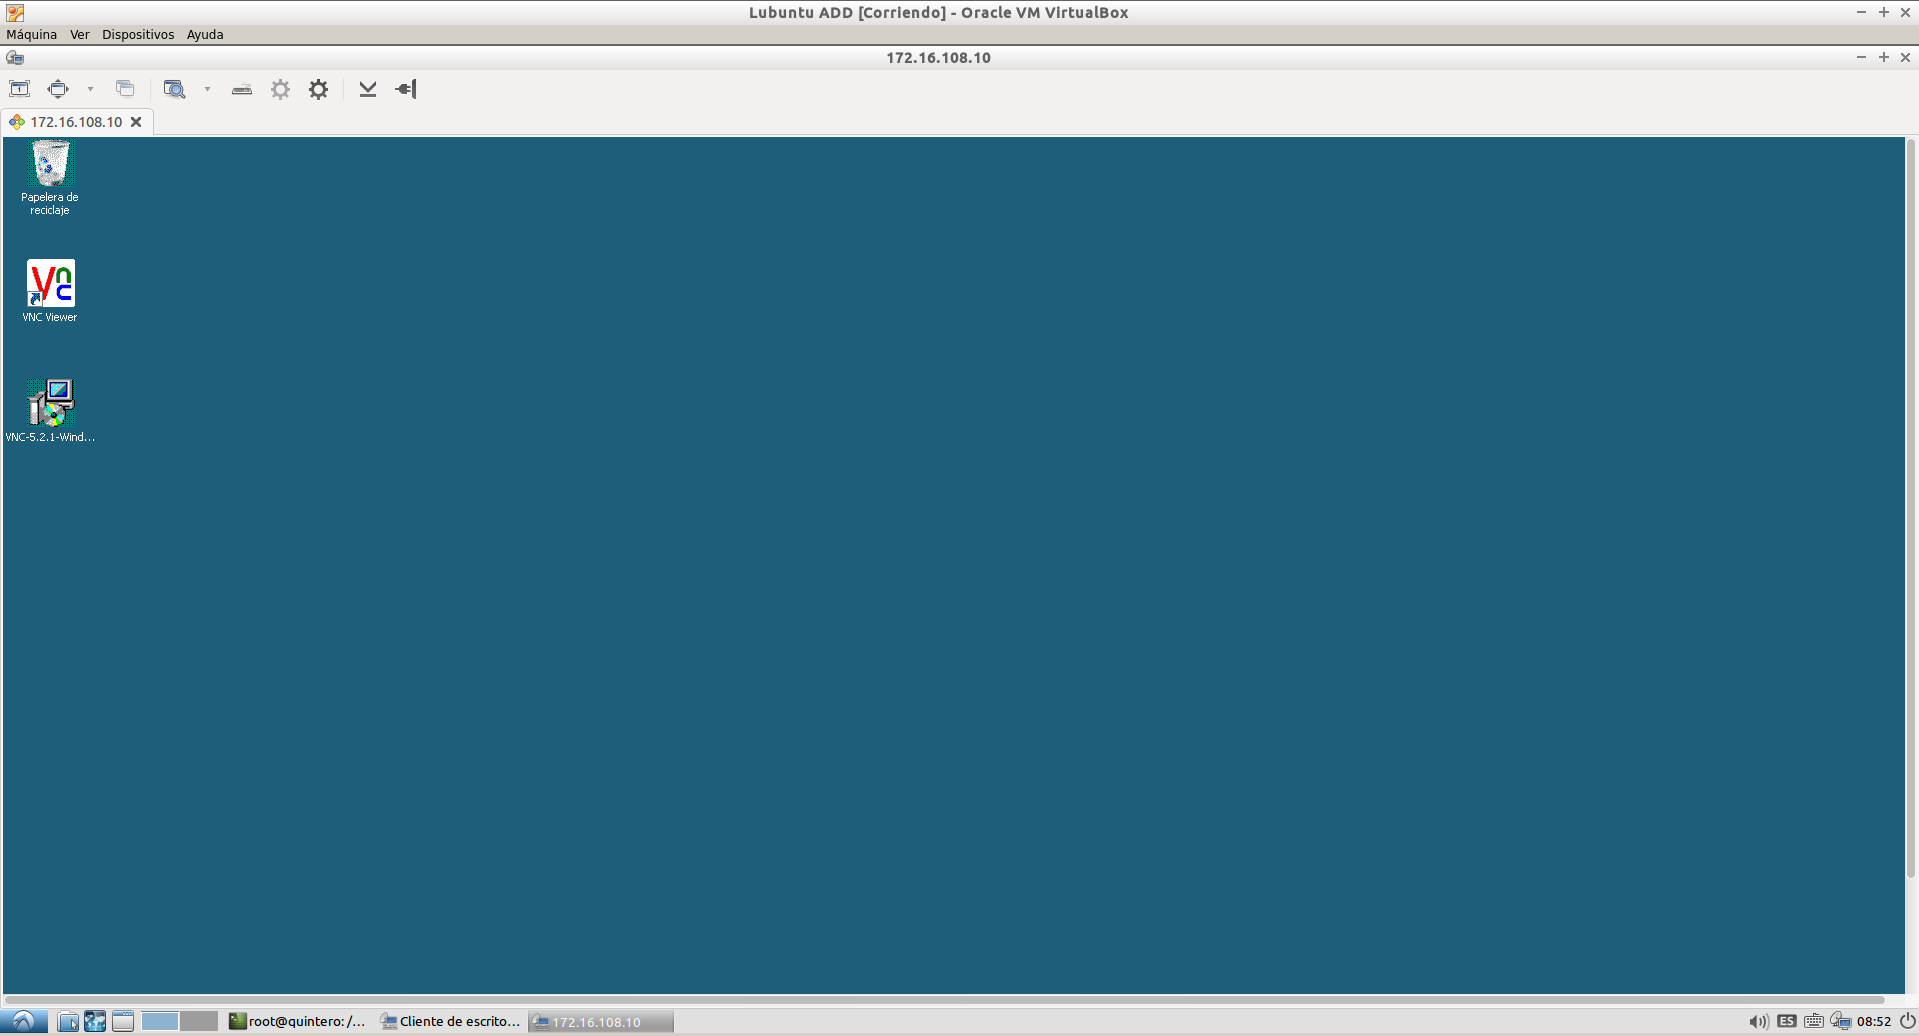 Lubuntu ADD [Corriendo] - Oracle VM VirtualBox
Máquina Ver Dispositivos Ayuda
172.16.108.10
1
172.16.108.10
Papelera de
reciclaje
Vnc
VNC Viewer
VNC-5.2.1-Wind...
root@quintero: /...
Cliente de escrito...
172.16.108.10
ES
08:52